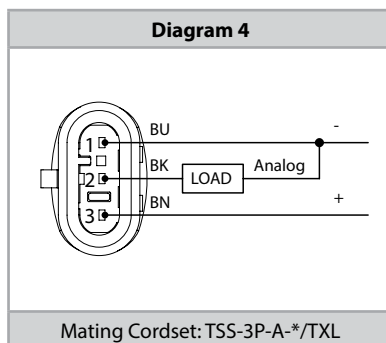 Diagram 4
1 BU -
2 BK LOAD Analog
3 BN +
Mating Cordset: TSS-3P-A-*/TXL